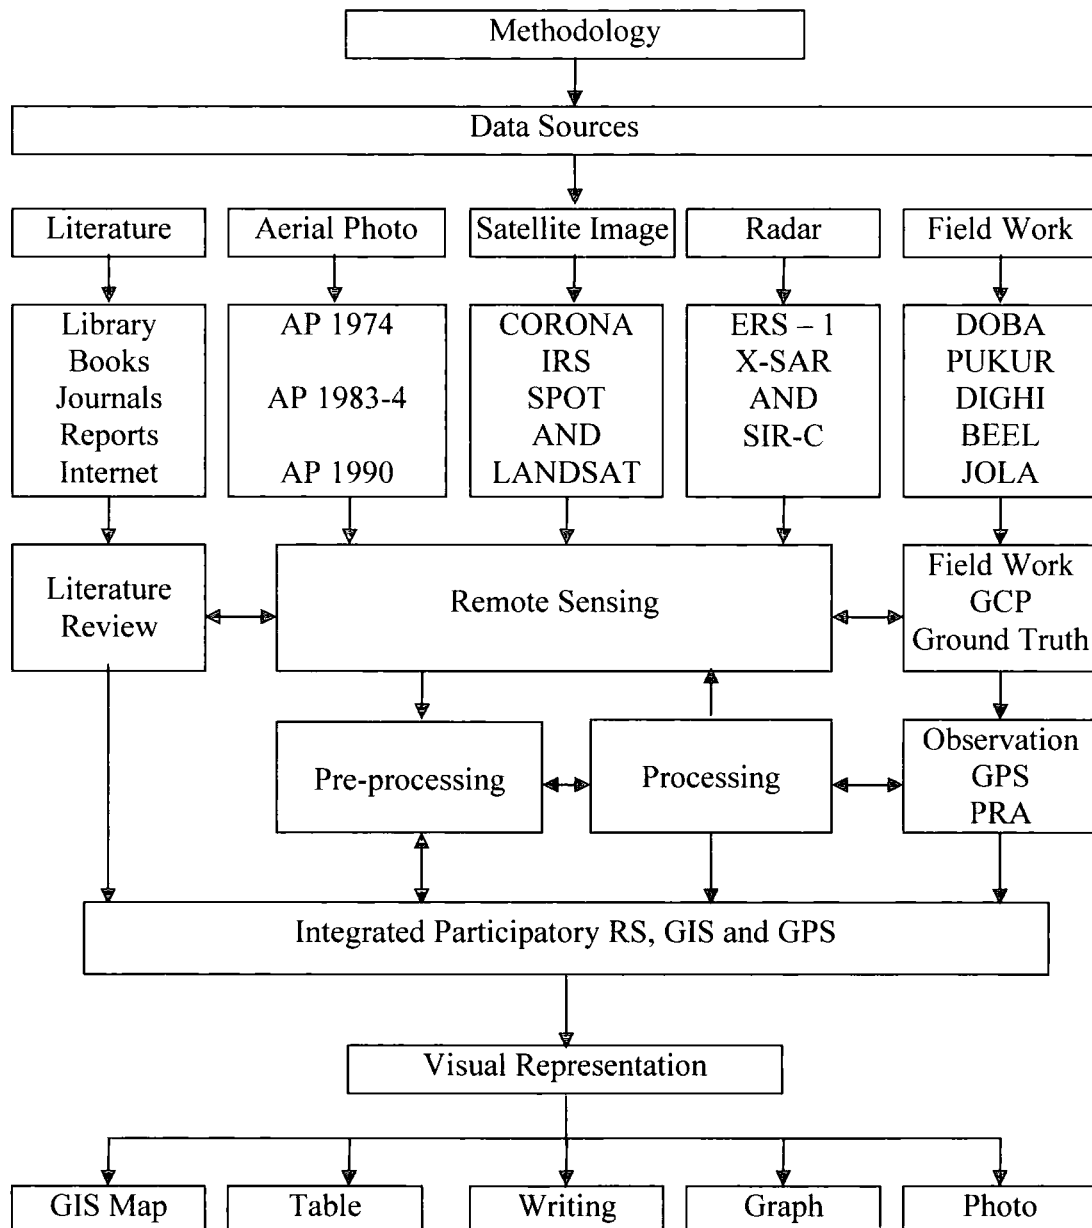 Methodology
Data Sources
Literature
Aerial Photo
Satellite Image
Radar
Field Work
Library
Books
Journals
Reports
Internet
AP 1974
AP 1983-4
AP 1990
CORONA
IRS
SPOT
AND
LANDSAT
ERS – 1
X-SAR
AND
SIR-C
DOBA
PUKUR
DIGHI
BEEL
JOLA
Literature
Review
Remote Sensing
Field Work
GCP
Ground Truth
Pre-processing
Processing
Observation
GPS
PRA
Integrated Participatory RS, GIS and GPS
Visual Representation
GIS Map
Table
Writing
Graph
Photo